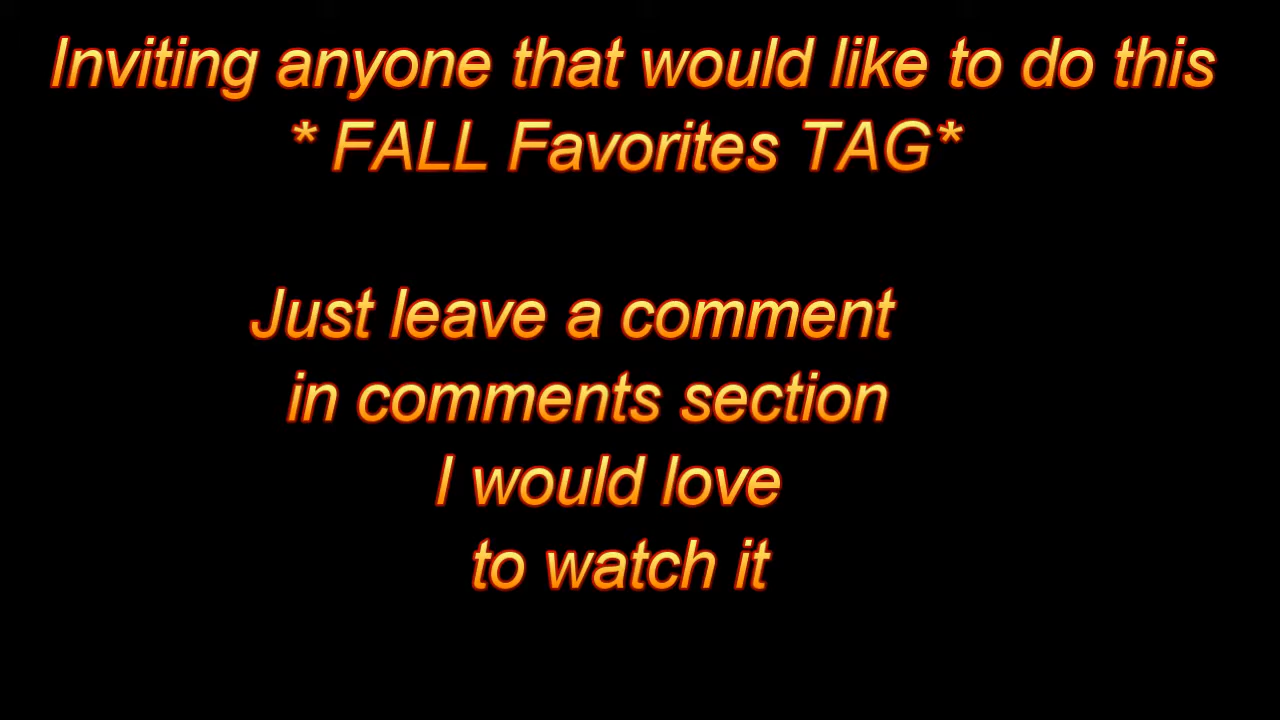 Inviting anyone that would like to do this
* FALL Favorites TAG*
Just leave a comment
in comments section
I would love
to watch it